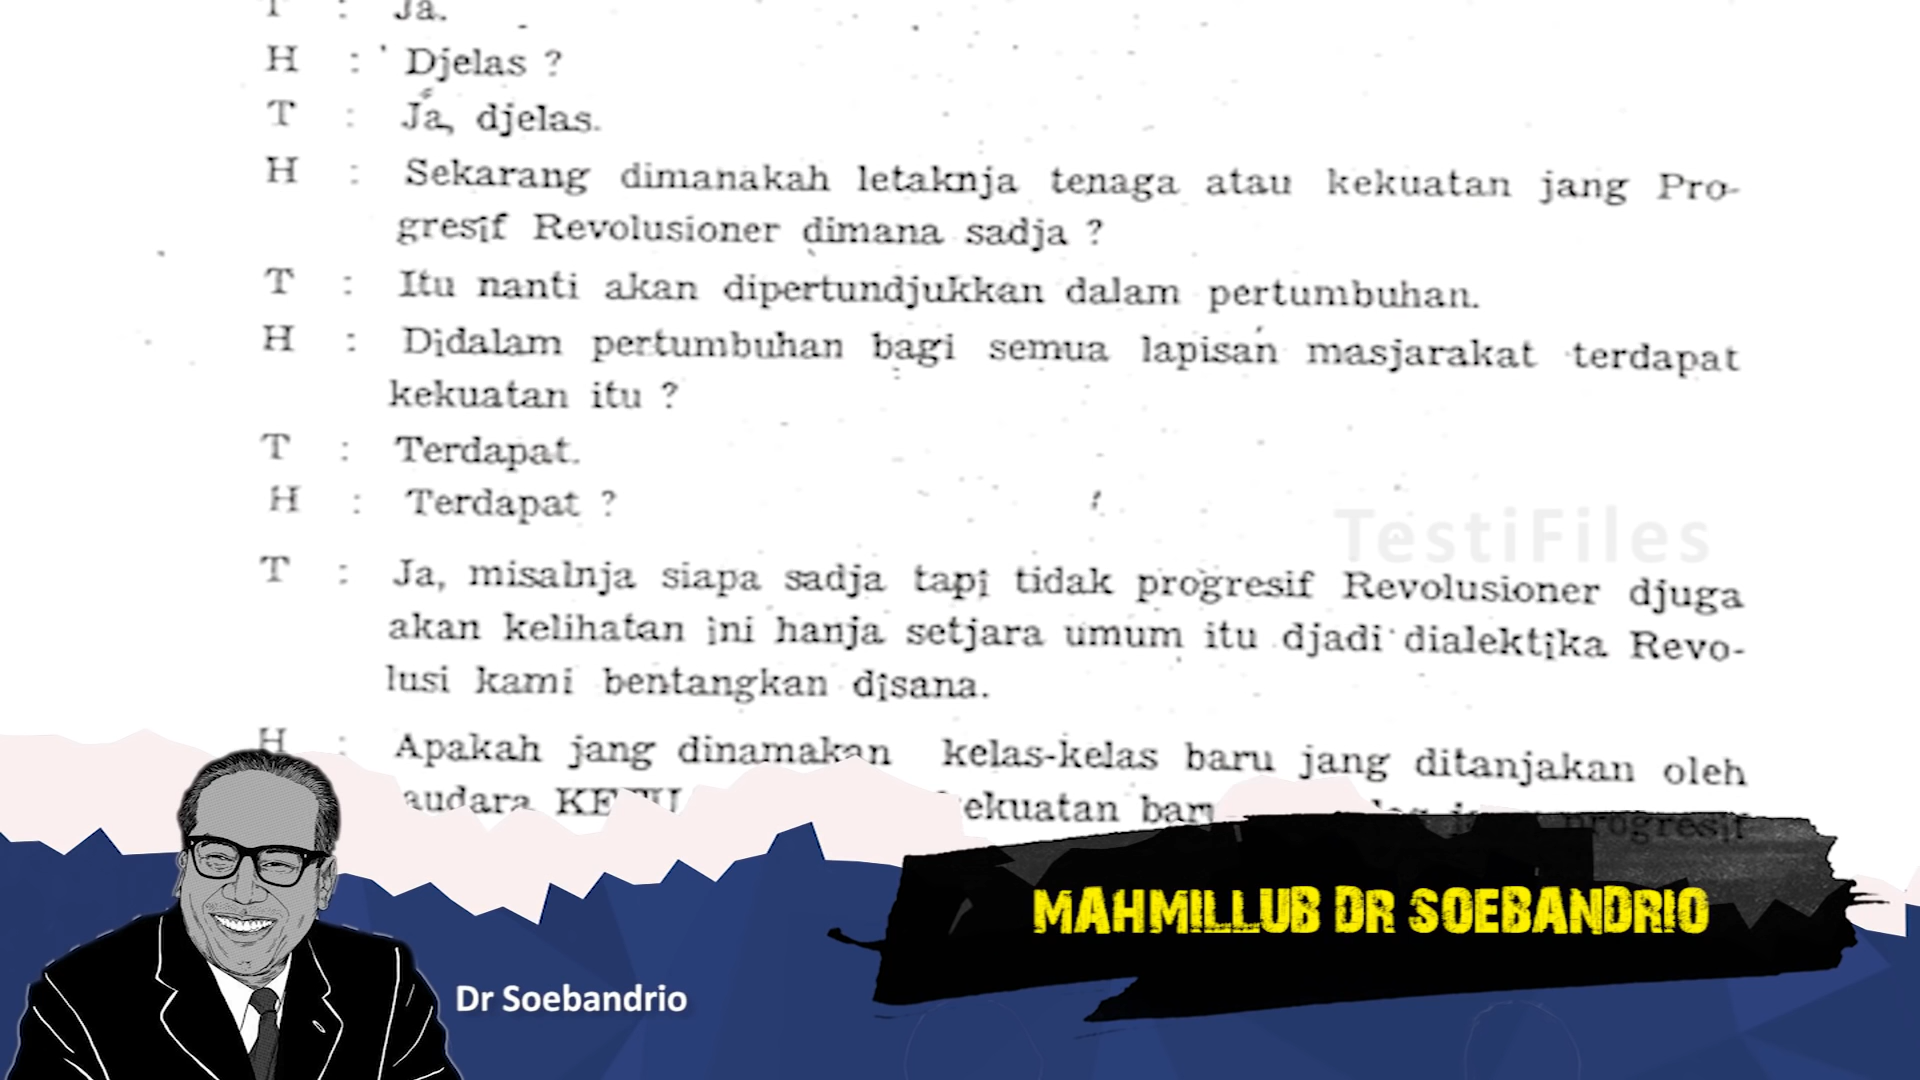 T : Ja.
H : Djelas ?
T : Ja, djelas.
H : Sekarang dimanakah letaknja tenaga atau kekuatan jang Pro-
gresif Revolusioner dimana sadja ?
T : Itu nanti akan dipertundjukkan dalam pertumbuhan.
H : Didalam pertumbuhan bagi semua lapisan masjarakat terdapat
kekuatan itu ?
T : Terdapat.
H : Terdapat ?
TestiFiles
T : Ja, misalnja siapa sadja tapi tidak progresif Revolusioner djuga
akan kelihatan ini hanja setjara umum itu djadi dialektika Revo-
lusi kami bentangkan disana.
H : Apakah jang dinamakan kelas-kelas baru jang ditanjakan oleh
audara ekuatan progresif
MAHMILLUB DR SOEBANDRIO
Dr Soebandrio